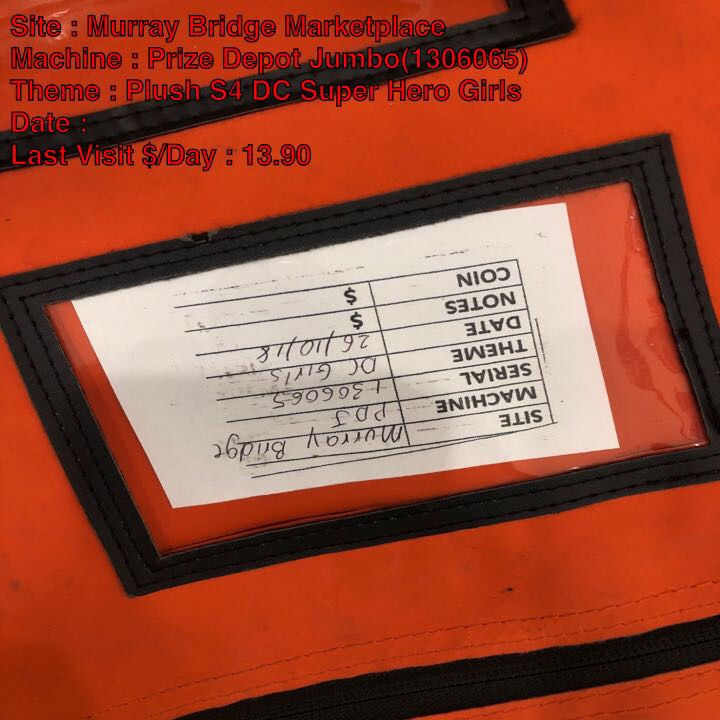 Site : Murray Bridge Marketplace
Machine : Prize Depot Jumbo(1306065)
Theme : Plush S4 DC Super Hero Girls
Date :
Last Visit $/Day : 13.90
SITE Murray Bridge
MACHINE PDJ
SERIAL 1306065
THEME DC Girls
DATE 26/10/18
NOTES $
COIN $